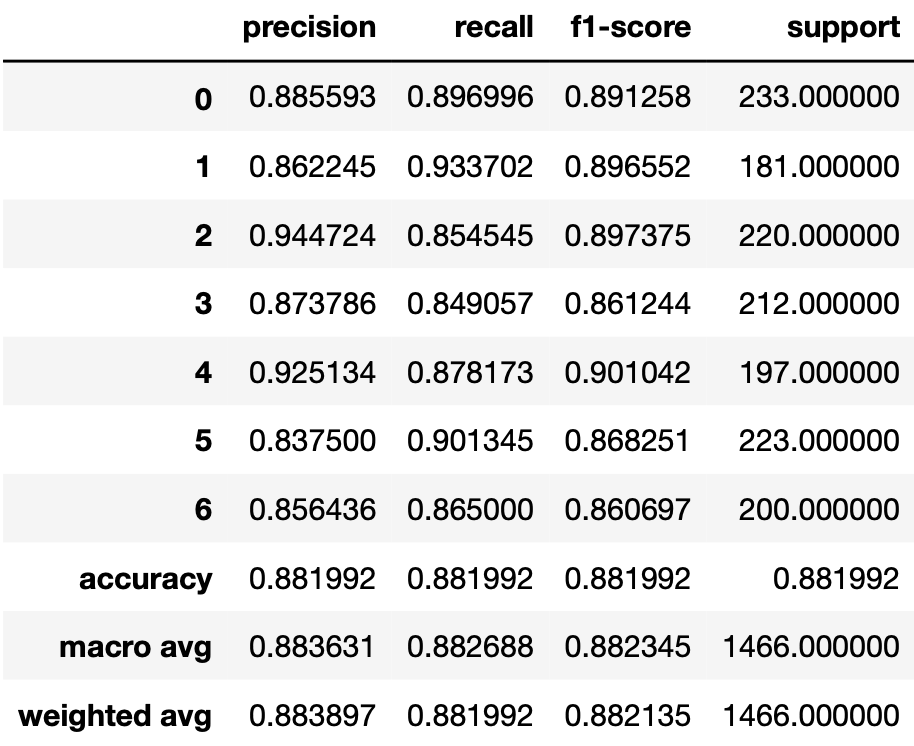 precision recall f1-score support
0 0.885593 0.896996 0.891258 233.000000
1 0.862245 0.933702 0.896552 181.000000
2 0.944724 0.854545 0.897375 220.000000
3 0.873786 0.849057 0.861244 212.000000
4 0.925134 0.878173 0.901042 197.000000
5 0.837500 0.901345 0.868251 223.000000
6 0.856436 0.865000 0.860697 200.000000
accuracy 0.881992 0.881992 0.881992 0.881992
macro avg 0.883631 0.882688 0.882345 1466.000000
weighted avg 0.883897 0.881992 0.882135 1466.000000